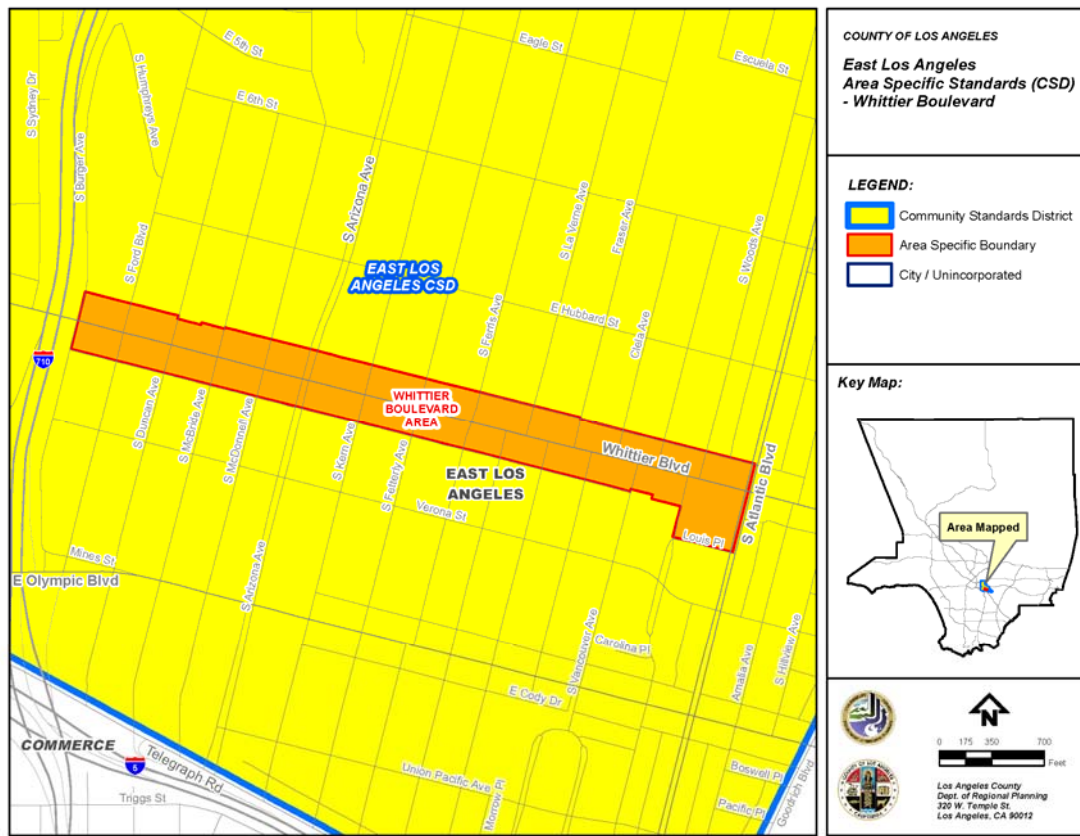 E 5th St
Eagle St
Escuela St
S Humphreys Ave
S Sydney Dr
E 6th St
S Burger Ave
S Arizona Ave
S La Verne Ave
Fraser Ave
S Woods Ave
S Ford Blvd
EAST LOS
ANGELES CSD
E Hubbard St
S Ferris Ave
Clela Ave
710
WHITTIER
BOULEVARD
AREA
S Duncan Ave
S McBride Ave
S McDonnell Ave
S Kern Ave
S Fetterly Ave
Whittier Blvd
EAST LOS
ANGELES
S Atlantic Blvd
Verona St
Louis Pl
Mines St
E Olympic Blvd
S Arizona Ave
S Vancouver Ave
Carolina Pl
Amalia Ave
S Hillview Ave
E Cody Dr
COMMERCE
5
Telegraph Rd
Triggs St
Union Pacific Ave
Morrow Pl
Boswell Pl
Pacific Pl
Goodrich Blvd
COUNTY OF LOS ANGELES
East Los Angeles
Area Specific Standards (CSD)
- Whittier Boulevard
LEGEND:
Community Standards District
Area Specific Boundary
City / Unincorporated
Key Map:
Area Mapped
N
0 175 350 700
Feet
Los Angeles County
Dept. of Regional Planning
320 W. Temple St.
Los Angeles, CA 90012